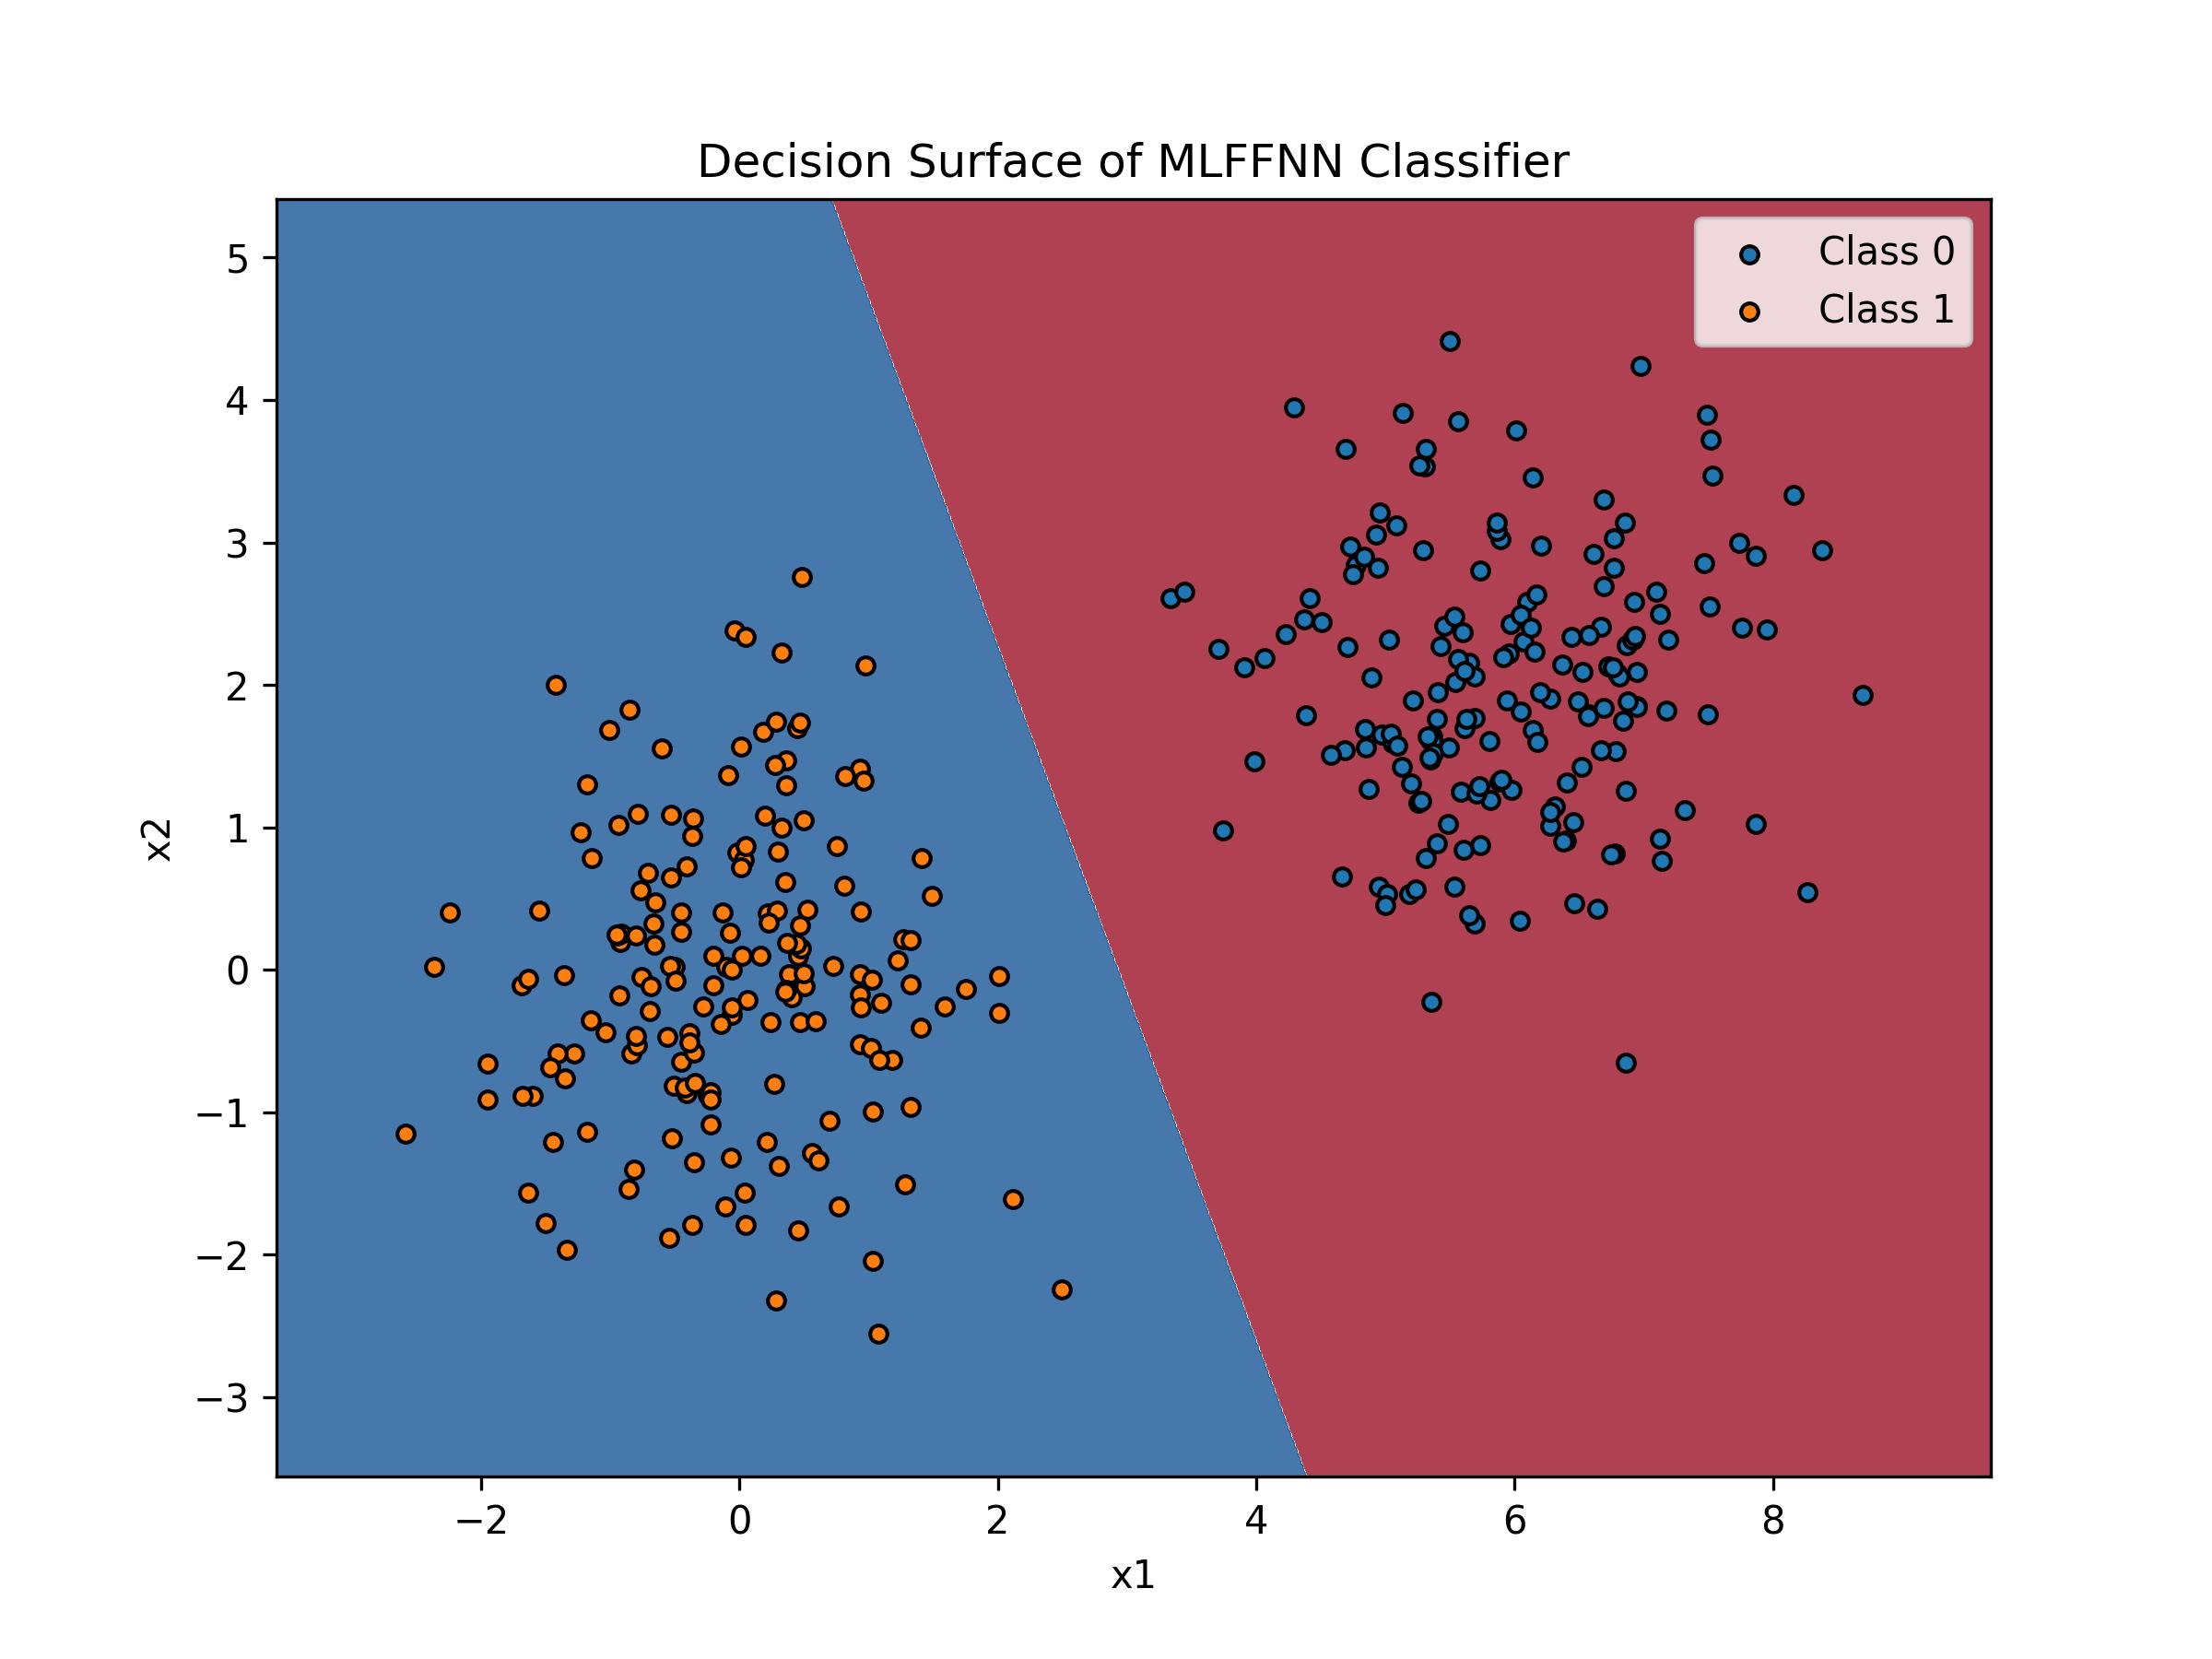 Decision Surface of MLFFNN Classifier
Class 0
Class 1
5
4
3
2
1
0
−1
−2
−3
x2
−2 0 2 4 6 8
x1